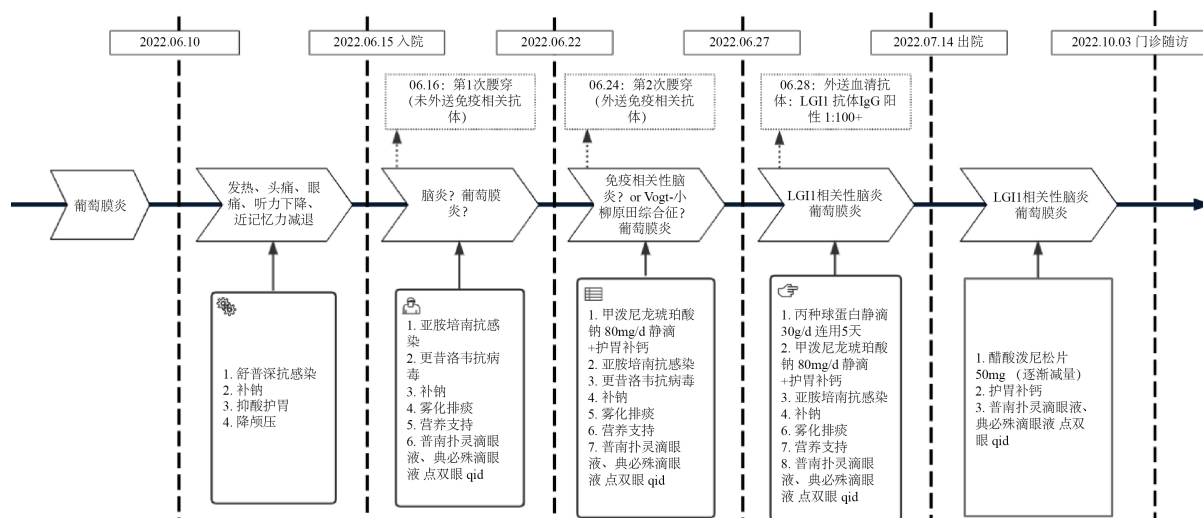 2022.06.10
2022.06.15 入院
2022.06.22
2022.06.27
2022.07.14 出院
2022.10.03 门诊随访
06.16：第1次腰穿
(未外送免疫相关抗
体)
06.24：第2次腰穿
(外送免疫相关抗体)
06.28：外送血清抗
体：LGI1 抗体IgG 阳
性 1:100+
葡萄膜炎
发热、头痛、眼
痛、听力下降、
近记忆力减退
脑炎？葡萄膜
炎？
免疫相关性脑
炎？or Vogt-小
柳原田综合征？
葡萄膜炎
LGI1相关性脑炎
葡萄膜炎
LGI1相关性脑炎
葡萄膜炎
1. 舒普深抗感染
2. 补钠
3. 抑酸护胃
4. 降颅压
1. 亚胺培南抗感
染
2. 更昔洛韦抗病
毒
3. 补钠
4. 雾化排痰
5. 营养支持
6. 普南扑灵滴眼
液、典必殊滴眼
液 点双眼 qid
1. 甲泼尼龙琥珀酸
钠 80mg/d 静滴
+护胃补钙
2. 亚胺培南抗感染
3. 更昔洛韦抗病毒
4. 补钠
5. 雾化排痰
6. 营养支持
7. 普南扑灵滴眼
液、典必殊滴眼
液 点双眼 qid
1. 丙种球蛋白静滴
30g/d 连用5天
2. 甲泼尼龙琥珀酸
钠 80mg/d 静滴
+护胃补钙
3. 亚胺培南抗感染
4. 补钠
6. 雾化排痰
7. 营养支持
8. 普南扑灵滴眼
液、典必殊滴眼
液 点双眼 qid
1. 醋酸泼尼松片
50mg （逐渐减量）
2. 护胃补钙
3. 普南扑灵滴眼液、
典必殊滴眼液 点双
眼 qid